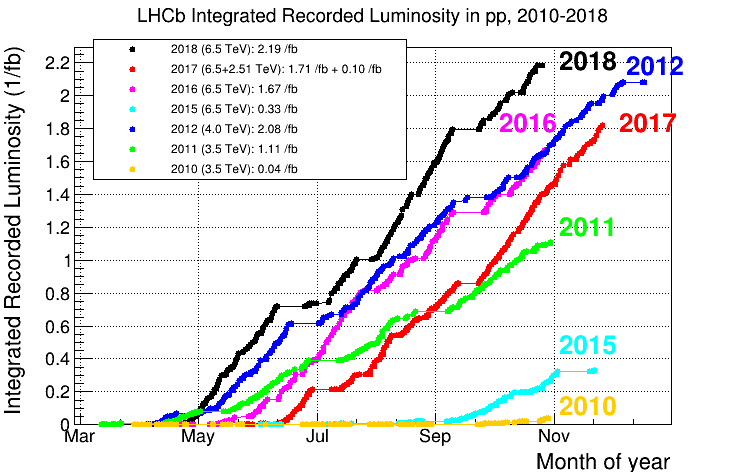 LHCb Integrated Recorded Luminosity in pp, 2010-2018
Integrated Recorded Luminosity (1/fb)
2018 (6.5 TeV): 2.19 /fb
2017 (6.5+2.51 TeV): 1.71 /fb + 0.10 /fb
2016 (6.5 TeV): 1.67 /fb
2015 (6.5 TeV): 0.33 /fb
2012 (4.0 TeV): 2.08 /fb
2011 (3.5 TeV): 1.11 /fb
2010 (3.5 TeV): 0.04 /fb
2018
2012
2016
2017
2011
2015
2010
2.2
2
1.8
1.6
1.4
1.2
1
0.8
0.6
0.4
0.2
0
Mar May Jul Sep Nov
Month of year